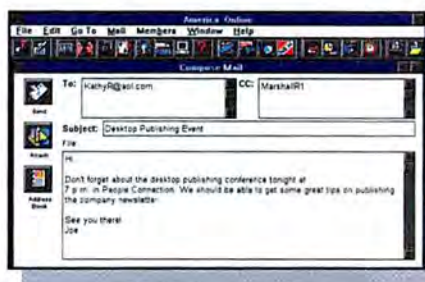 America Online
File Edit Go To Mail Members Window Help
Compose Mail
To: KathyR@aol.com CC: MarshallR1
Send
Subject: Desktop Publishing Event
Attach
File
Hi
Don't forget about the desktop publishing conference tonight at
7 p.m. in People Connection. We should be able to get some great tips on publishing
the company newsletter.
Address
Book
See you there!
Joe